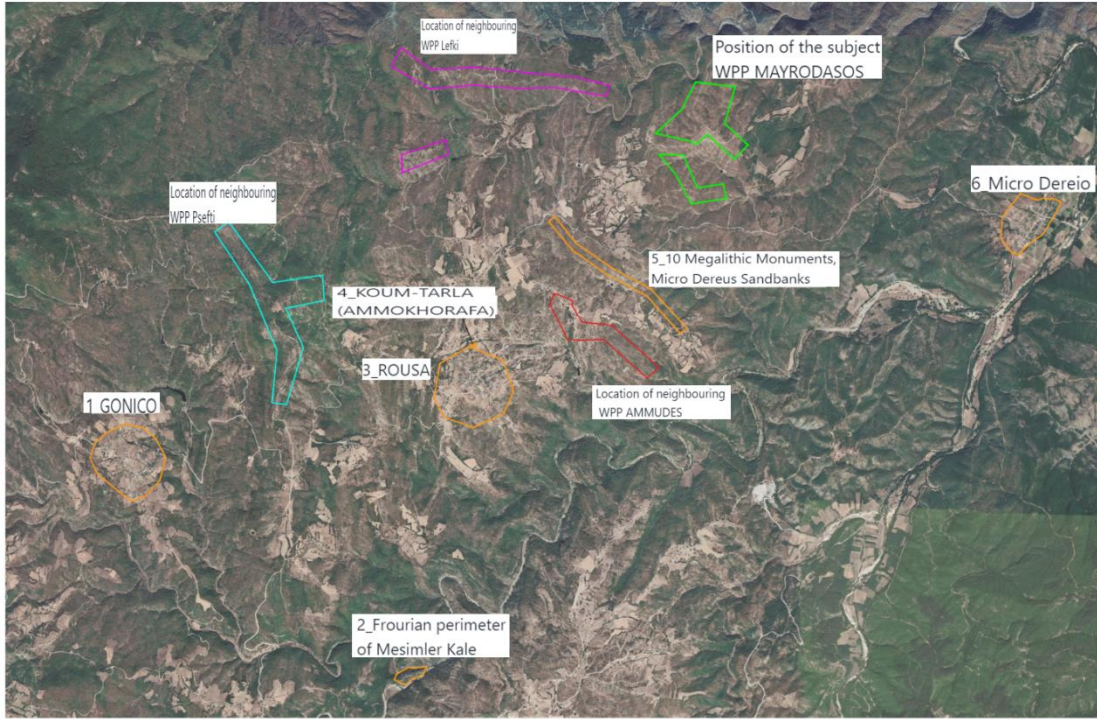 Location of neighbouring
WPP Lefki
Position of the subject
WPP MAYRODASOS
Location of neighbouring
WPP Psefti
6_Micro Dereio
5_10 Megalithic Monuments,
Micro Dereus Sandbanks
4_KOUM-TARLA
(AMMOKHORAFA)
3_ROUSA
Location of neighbouring
WPP AMMUDES
1_GONICO
2_Frourian perimeter
of Mesimler Kale